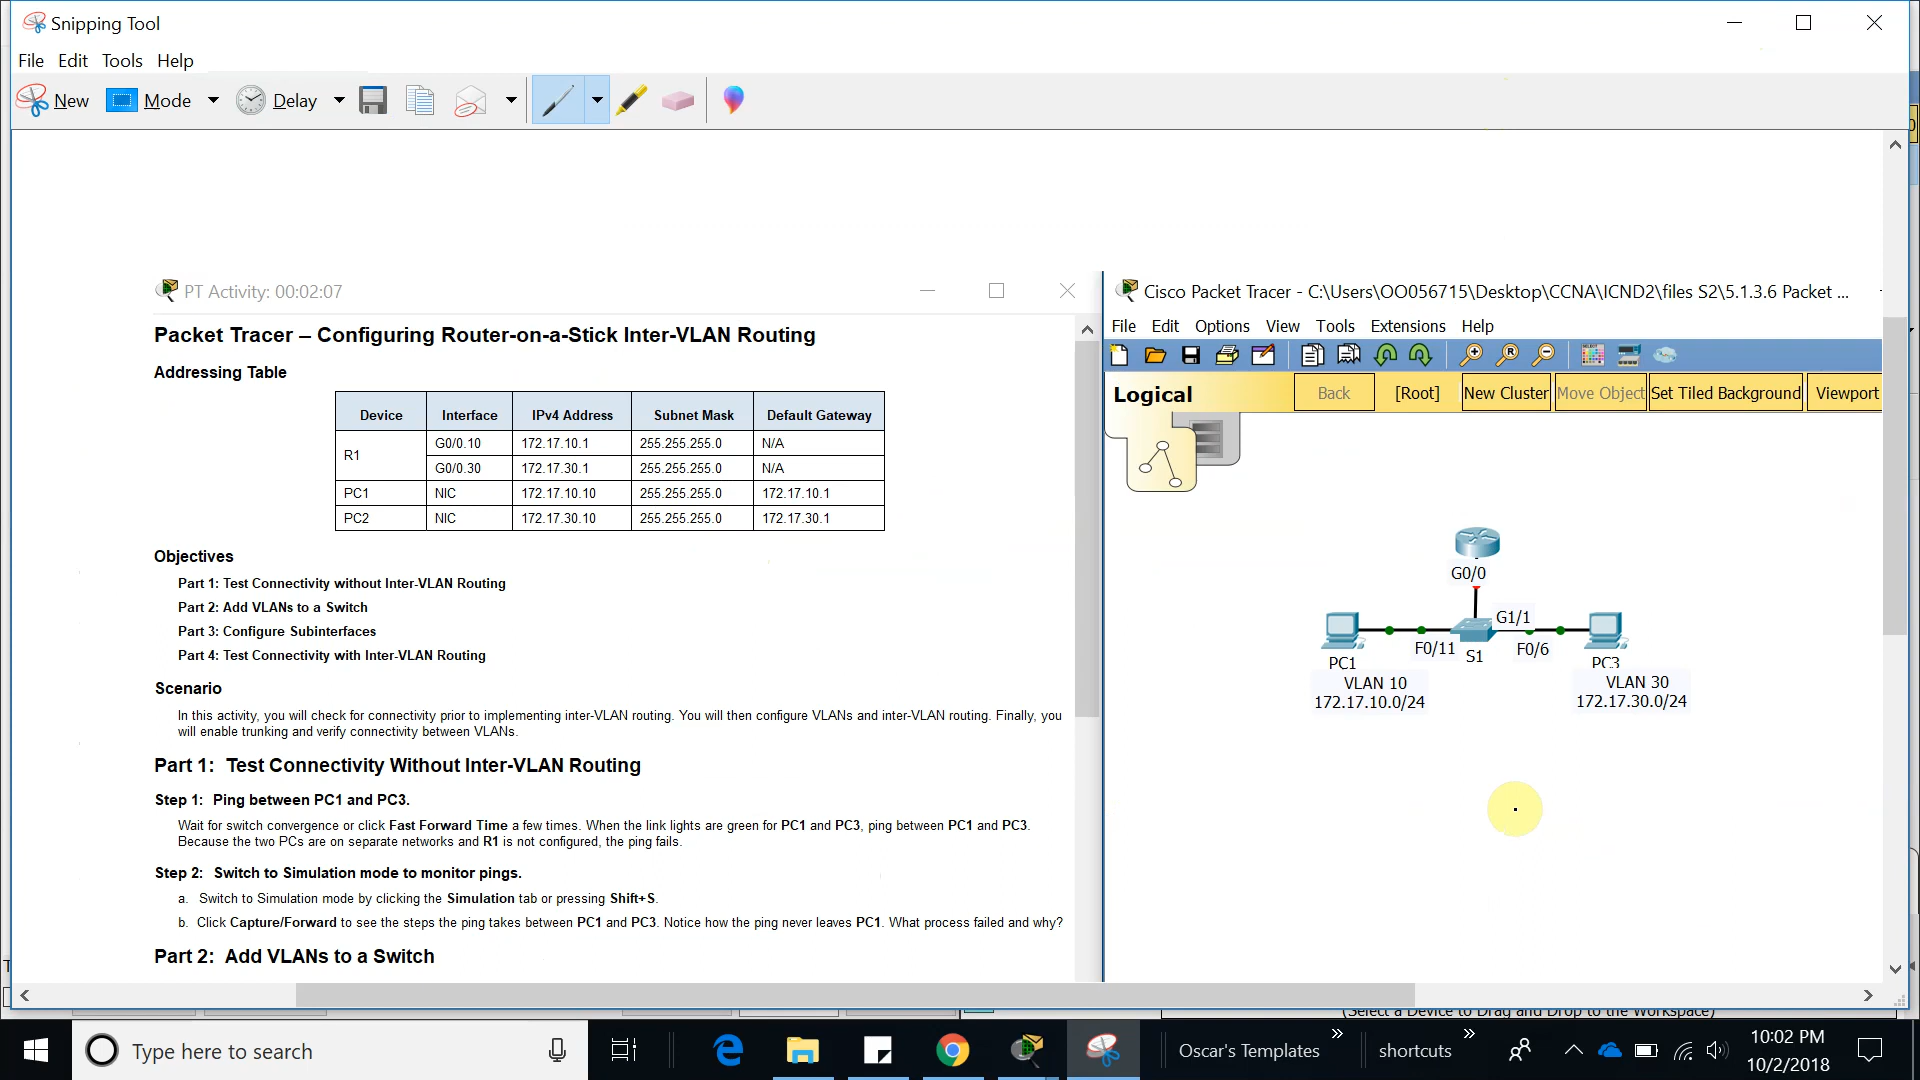 Snipping Tool
File Edit Tools Help
New Mode Delay
PT Activity: 00:02:07
Packet Tracer – Configuring Router-on-a-Stick Inter-VLAN Routing
Addressing Table
Device Interface IPv4 Address Subnet Mask Default Gateway
R1 G0/0.10 172.17.10.1 255.255.255.0 N/A
G0/0.30 172.17.30.1 255.255.255.0 N/A
PC1 NIC 172.17.10.10 255.255.255.0 172.17.10.1
PC2 NIC 172.17.30.10 255.255.255.0 172.17.30.1
Objectives
Part 1: Test Connectivity without Inter-VLAN Routing
Part 2: Add VLANs to a Switch
Part 3: Configure Subinterfaces
Part 4: Test Connectivity with Inter-VLAN Routing
Scenario
In this activity, you will check for connectivity prior to implementing inter-VLAN routing. You will then configure VLANs and inter-VLAN routing. Finally, you
will enable trunking and verify connectivity between VLANs.
Part 1: Test Connectivity Without Inter-VLAN Routing
Step 1: Ping between PC1 and PC3.
Wait for switch convergence or click Fast Forward Time a few times. When the link lights are green for PC1 and PC3, ping between PC1 and PC3.
Because the two PCs are on separate networks and R1 is not configured, the ping fails.
Step 2: Switch to Simulation mode to monitor pings.
a. Switch to Simulation mode by clicking the Simulation tab or pressing Shift+S.
b. Click Capture/Forward to see the steps the ping takes between PC1 and PC3. Notice how the ping never leaves PC1. What process failed and why?
Part 2: Add VLANs to a Switch
Cisco Packet Tracer - C:\Users\OO056715\Desktop\CCNA\ICND2\files S2\5.1.3.6 Packet ...
File Edit Options View Tools Extensions Help
Logical Back [Root] New Cluster Move Object Set Tiled Background Viewport
G0/0
G1/1
F0/11 S1 F0/6
PC1 PC3
VLAN 10 VLAN 30
172.17.10.0/24 172.17.30.0/24
(Select a Device to Drag and Drop to the Workspace)
Type here to search
Oscar's Templates
shortcuts
10:02 PM
10/2/2018